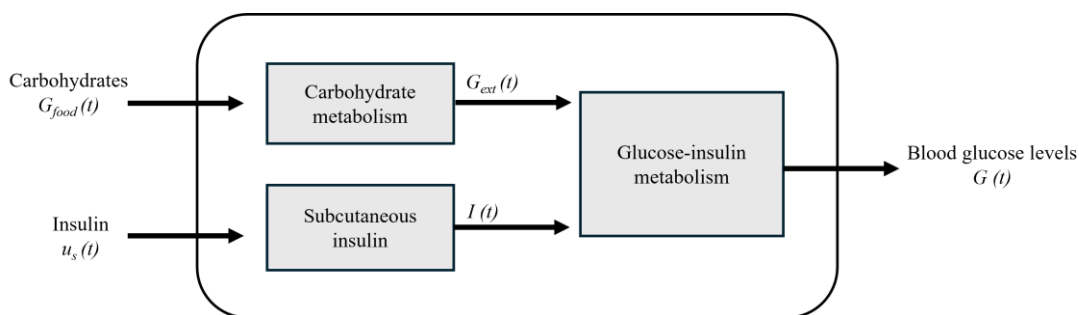 Carbohydrates
G_food (t)
Carbohydrate
metabolism
G_ext (t)
Glucose-insulin
metabolism
Blood glucose levels
G (t)
Insulin
u_s (t)
Subcutaneous
insulin
I (t)